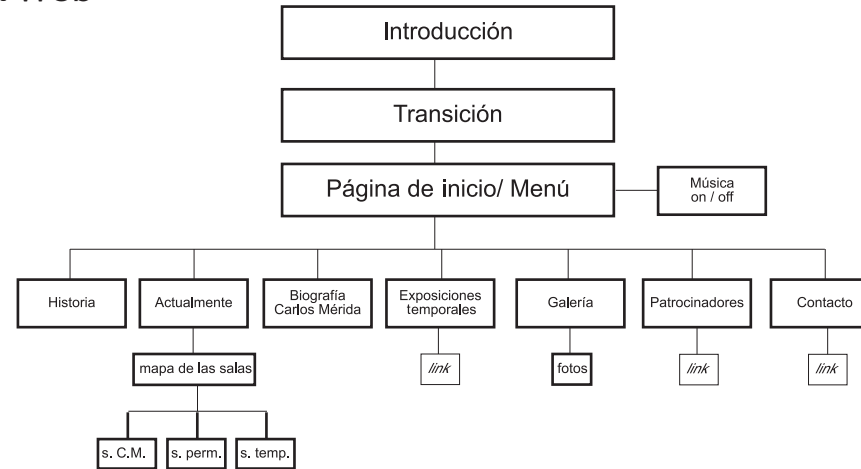 Introducción
Transición
Página de inicio/ Menú
Música
on / off
Historia
Actualmente
Biografía
Carlos Mérida
Exposiciones
temporales
Galería
Patrocinadores
Contacto
mapa de las salas
link
fotos
link
link
s. C.M.
s. perm.
s. temp.